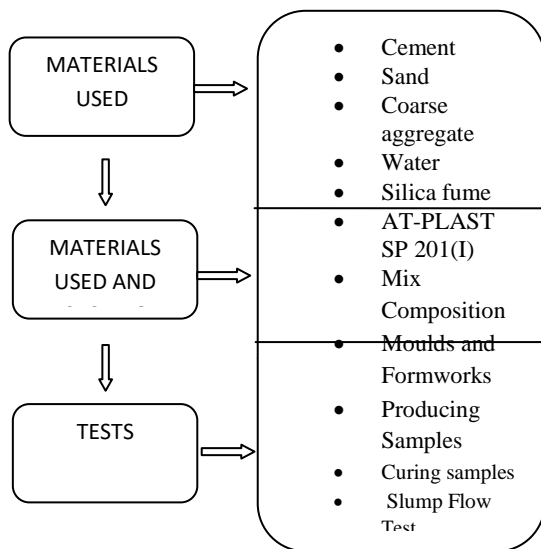 MATERIALS
USED
MATERIALS
USED AND
TESTS
• Cement
• Sand
• Coarse
aggregate
• Water
• Silica fume
• AT-PLAST
SP 201(I)
• Mix
Composition
• Moulds and
Formworks
• Producing
Samples
• Curing samples
• Slump Flow
Test